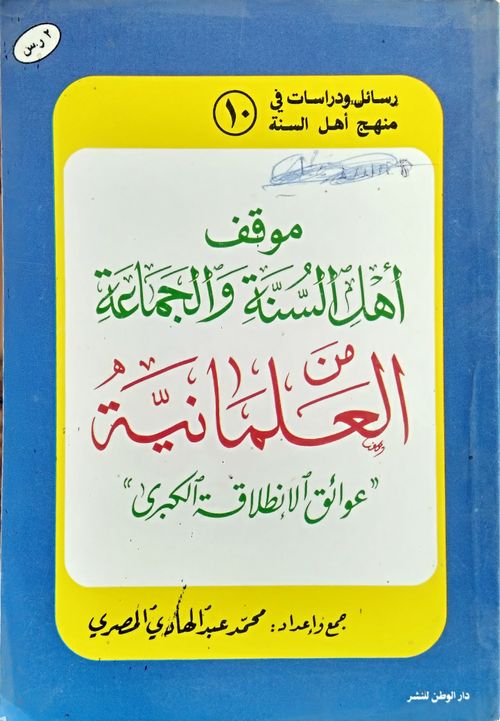 ٢ ر.س
رسائل ودراسات في
منهج أهل السنة
١٠
موقف
أهل السنة والجماعة
من
العلمانية
"عوائق الانطلاقة الكبرى"
جمع وإعداد: محمد عبد الهادي المصري
دار الوطن للنشر